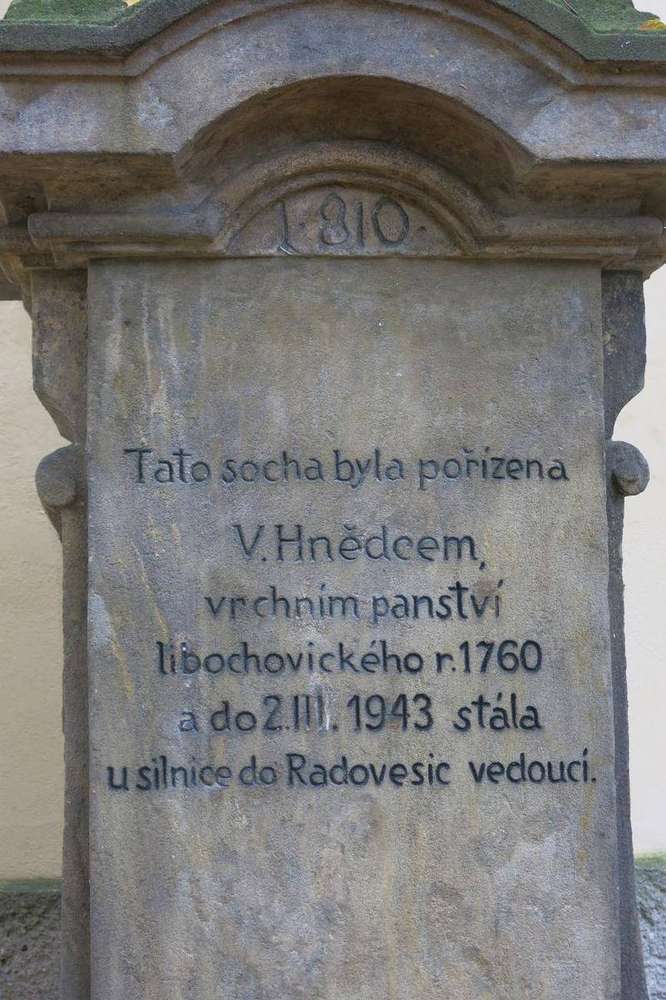 1810.
Tato socha byla pořízena
V. Hnědcem,
vrchním panství
libochovického r. 1760
a do 2.III. 1943 stála
u silnice do Radovesic vedoucí.